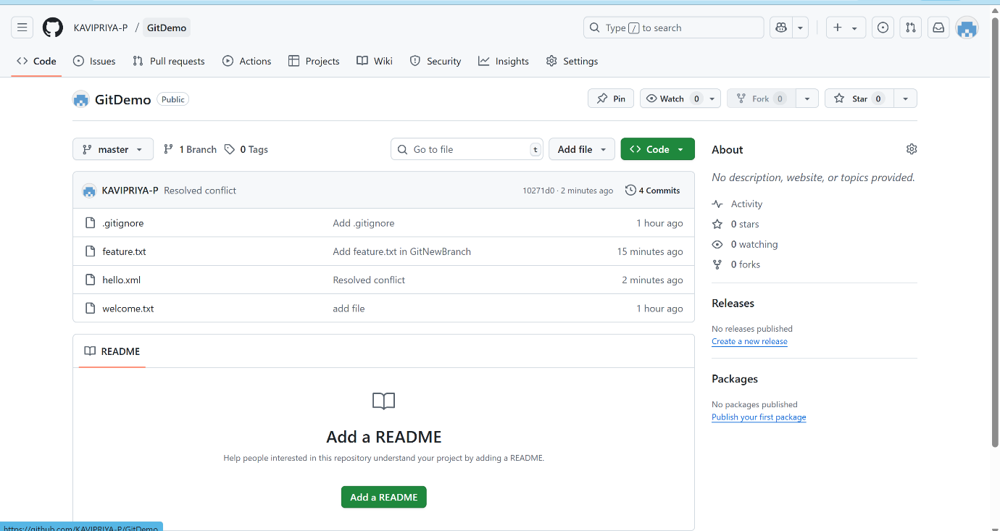 KAVIPRIYA-P / GitDemo
Type / to search
Code Issues Pull requests Actions Projects Wiki Security Insights Settings
GitDemo Public
Pin Watch 0 Fork 0 Star 0
master 1 Branch 0 Tags Go to file t Add file Code
KAVIPRIYA-P Resolved conflict 10271d0 · 2 minutes ago 4 Commits
.gitignore Add .gitignore 1 hour ago
feature.txt Add feature.txt in GitNewBranch 15 minutes ago
hello.xml Resolved conflict 2 minutes ago
welcome.txt add file 1 hour ago
README
Add a README
Help people interested in this repository understand your project by adding a README.
Add a README
About
No description, website, or topics provided.
Activity
0 stars
0 watching
0 forks
Releases
No releases published
Create a new release
Packages
No packages published
Publish your first package
https://github.com/KAVIPRIYA-P/GitDemo